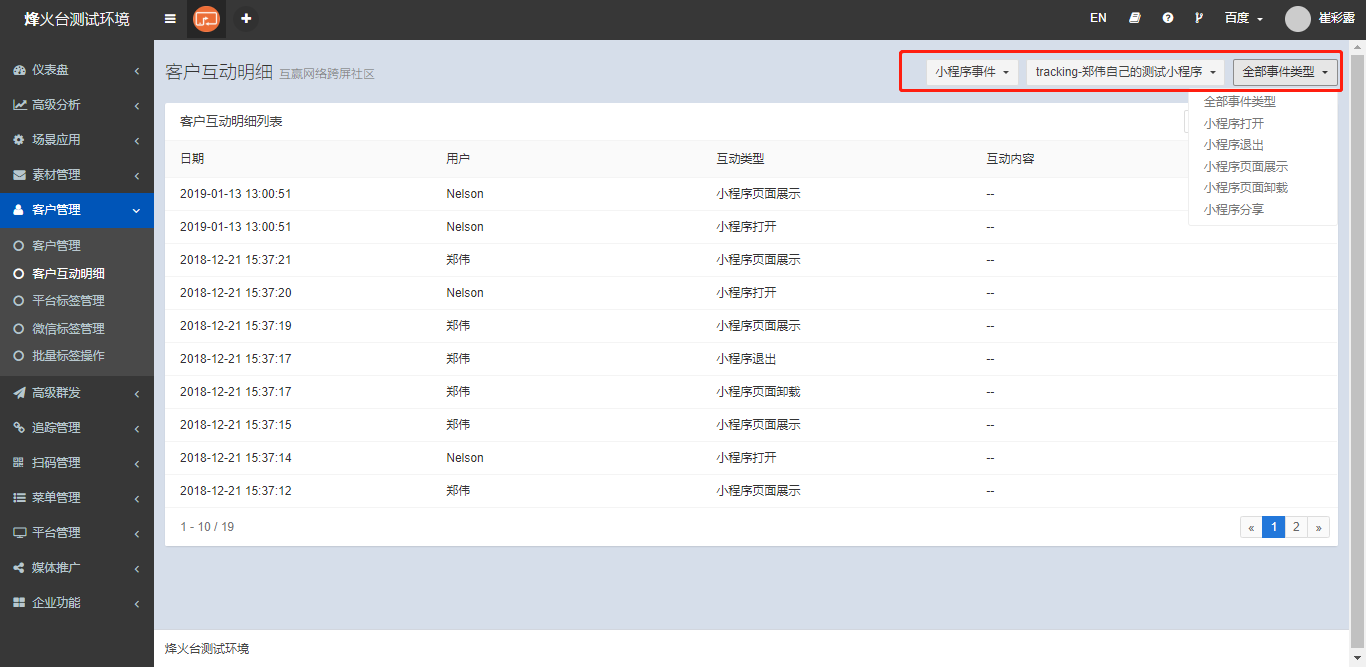 烽火台测试环境
EN
百度
崔彩露
仪表盘
高级分析
场景应用
素材管理
客户管理
客户管理
客户互动明细
平台标签管理
微信标签管理
批量标签操作
高级群发
追踪管理
扫码管理
菜单管理
平台管理
媒体推广
企业功能
客户互动明细 互赢网络跨屏社区
小程序事件 tracking-郑伟自己的测试小程序 全部事件类型
全部事件类型
小程序打开
小程序退出
小程序页面展示
小程序页面卸载
小程序分享
客户互动明细列表
日期 用户 互动类型 互动内容
2019-01-13 13:00:51 Nelson 小程序页面展示 --
2019-01-13 13:00:51 Nelson 小程序打开 --
2018-12-21 15:37:21 郑伟 小程序页面展示 --
2018-12-21 15:37:20 Nelson 小程序打开 --
2018-12-21 15:37:19 郑伟 小程序页面展示 --
2018-12-21 15:37:17 郑伟 小程序退出 --
2018-12-21 15:37:17 郑伟 小程序页面卸载 --
2018-12-21 15:37:15 郑伟 小程序页面展示 --
2018-12-21 15:37:14 Nelson 小程序打开 --
2018-12-21 15:37:12 郑伟 小程序页面展示 --
1 - 10 / 19
« 1 2 »
烽火台测试环境